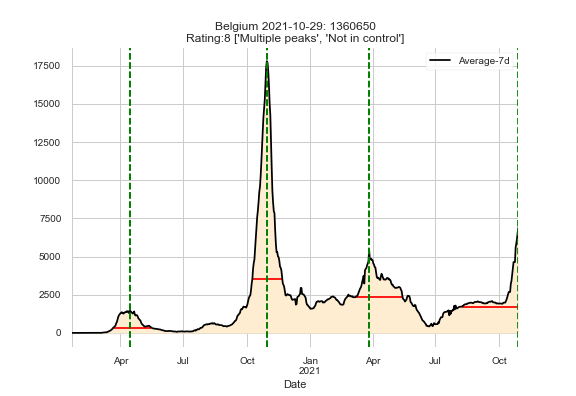 Belgium 2021-10-29: 1360650
Rating:8 ['Multiple peaks', 'Not in control']
Average-7d
17500
15000
12500
10000
7500
5000
2500
0
Apr
Jul
Oct
Jan
2021
Apr
Jul
Oct
Date